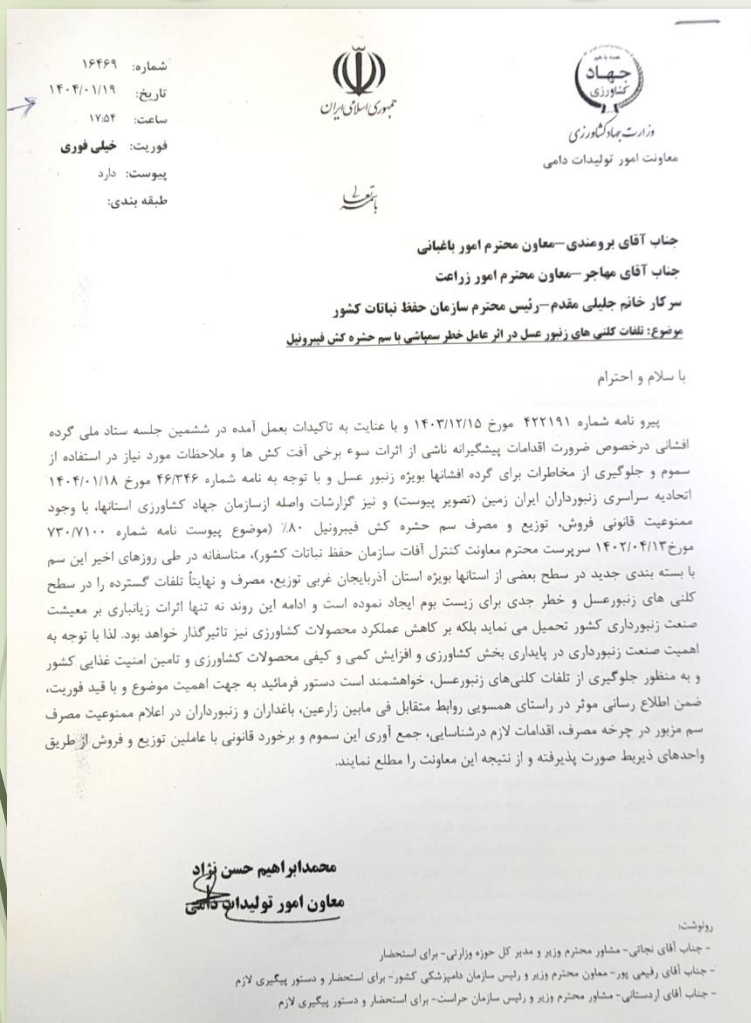 شماره: ۱۶۴۶۹
تاریخ: ۱۴۰۴/۰۱/۱۹
ساعت: ۱۷:۵۴
فوریت: خیلی فوری
پیوست: دارد
طبقه بندی:
جمهوری اسلامی ایران
باسمه تعالی
جهاد
کشاورزی
وزارت جهاد کشاورزی
معاونت امور تولیدات دامی
جناب آقای برومندی–معاون محترم امور باغبانی
جناب آقای مهاجر–معاون محترم امور زراعت
سرکار خانم جلیلی مقدم–رئیس محترم سازمان حفظ نباتات کشور
موضوع: تلفات کلنی های زنبور عسل در اثر عامل خطر سمپاشی با سم حشره کش فیبرونیل
با سلام و احترام
پیرو نامه شماره ۴۲۲۱۹۱ مورخ ۱۴۰۳/۱۲/۱۵ و با عنایت به تاکیدات بعمل آمده در ششمین جلسه ستاد ملی گرده
افشانی درخصوص ضرورت اقدامات پیشگیرانه ناشی از اثرات سوء برخی آفت کش ها و ملاحظات مورد نیاز در استفاده از
سموم و جلوگیری از مخاطرات برای گرده افشانها بویژه زنبور عسل و با توجه به نامه شماره ۴۶/۳۴۶ مورخ ۱۴۰۴/۰۱/۱۸
اتحادیه سراسری زنبورداران ایران زمین (تصویر پیوست) و نیز گزارشات واصله ازسازمان جهاد کشاورزی استانها، با وجود
ممنوعیت قانونی فروش، توزیع و مصرف سم حشره کش فیبرونیل ۸۰٪ (موضوع پیوست نامه شماره ۷۳۰/۷۱۰۰
مورخ۱۴۰۲/۰۴/۱۳ سرپرست محترم معاونت کنترل آفات سازمان حفظ نباتات کشور)، متاسفانه در طی روزهای اخیر این سم
با بسته بندی جدید در سطح بعضی از استانها بویژه استان آذربایجان غربی توزیع، مصرف و نهایتاً تلفات گسترده را در سطح
کلنی های زنبورعسل و خطر جدی برای زیست بوم ایجاد نموده است و ادامه این روند نه تنها اثرات زیانباری بر معیشت
صنعت زنبورداری کشور تحمیل می نماید بلکه بر کاهش عملکرد محصولات کشاورزی نیز تاثیرگذار خواهد بود. لذا با توجه به
اهمیت صنعت زنبورداری در پایداری بخش کشاورزی و افزایش کمی و کیفی محصولات کشاورزی و تامین امنیت غذایی کشور
و به منظور جلوگیری از تلفات کلنی‌های زنبورعسل، خواهشمند است دستور فرمائید به جهت اهمیت موضوع و با قید فوریت،
ضمن اطلاع رسانی موثر در راستای همسویی روابط متقابل فی مابین زارعین، باغداران و زنبورداران در اعلام ممنوعیت مصرف
سم مزبور در چرخه مصرف، اقدامات لازم درشناسایی، جمع آوری این سموم و برخورد قانونی با عاملین توزیع و فروش از طریق
واحدهای ذیربط صورت پذیرفته و از نتیجه این معاونت را مطلع نمایند.
محمدابراهیم حسن نژاد
معاون امور تولیدات دامی
رونوشت:
- جناب آقای نجاتی- مشاور محترم وزیر و مدیر کل حوزه وزارتی- برای استحضار
- جناب آقای رفیعی پور- معاون محترم وزیر و رئیس سازمان دامپزشکی کشور- برای استحضار و دستور پیگیری لازم
- جناب آقای اردستانی- مشاور محترم وزیر و رئیس سازمان حراست- برای استحضار و دستور پیگیری لازم